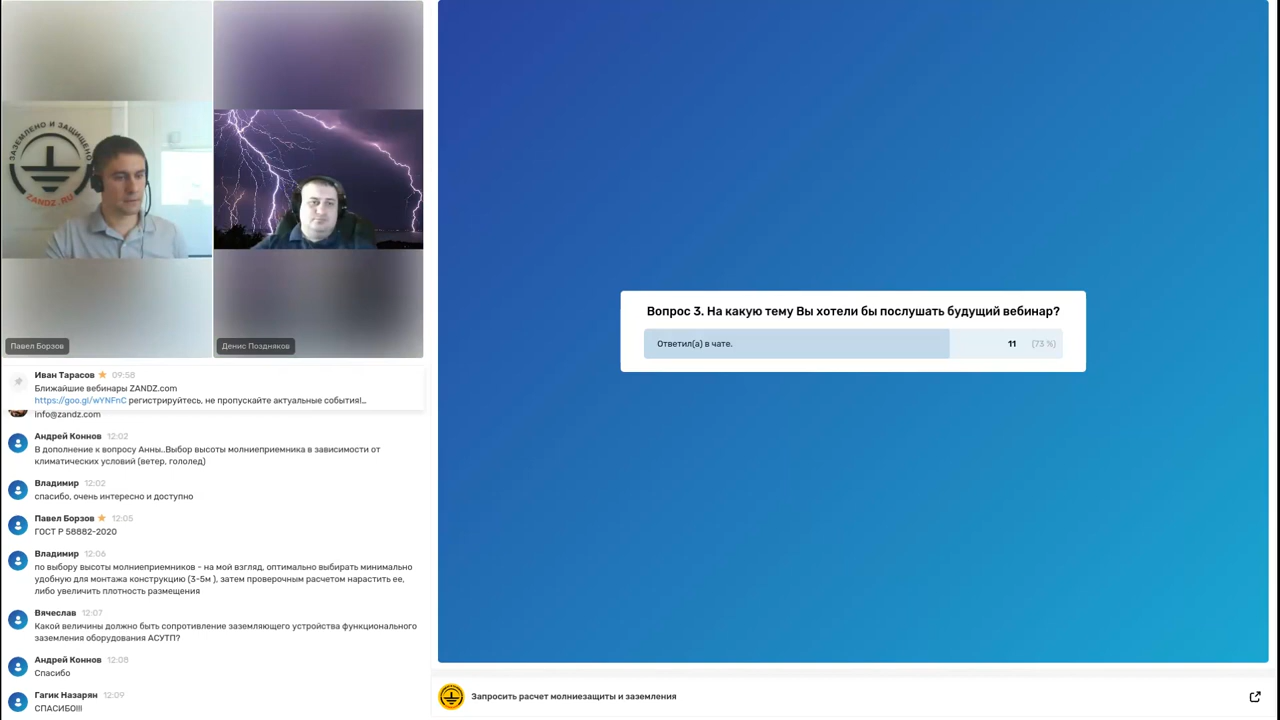 ЗАЗЕМЛЕНО И ЗАЩИЩЕНО
ZANDZ.RU
Павел Борзов
Денис Поздняков
Иван Тарасов 09:58
Ближайшие вебинары ZANDZ.com
https://goo.gl/wYNFnC регистрируйтесь, не пропускайте актуальные события!...
info@zandz.com
Андрей Коннов 12:02
В дополнение к вопросу Анны..Выбор высоты молниеприемника в зависимости от
климатических условий (ветер, гололед)
Владимир 12:02
спасибо, очень интересно и доступно
Павел Борзов 12:05
ГОСТ Р 58882-2020
Владимир 12:06
по выбору высоты молниеприемников - на мой взгляд, оптимально выбирать минимально
удобную для монтажа конструкцию (3-5м ), затем проверочным расчетом нарастить ее,
либо увеличить плотность размещения
Вячеслав 12:07
Какой величины должно быть сопротивление заземляющего устройства функционального
заземления оборудования АСУТП?
Андрей Коннов 12:08
Спасибо
Гагик Назарян 12:09
СПАСИБО!!!
Вопрос 3. На какую тему Вы хотели бы послушать будущий вебинар?
Ответил(а) в чате. 11 (73 %)
Запросить расчет молниезащиты и заземления